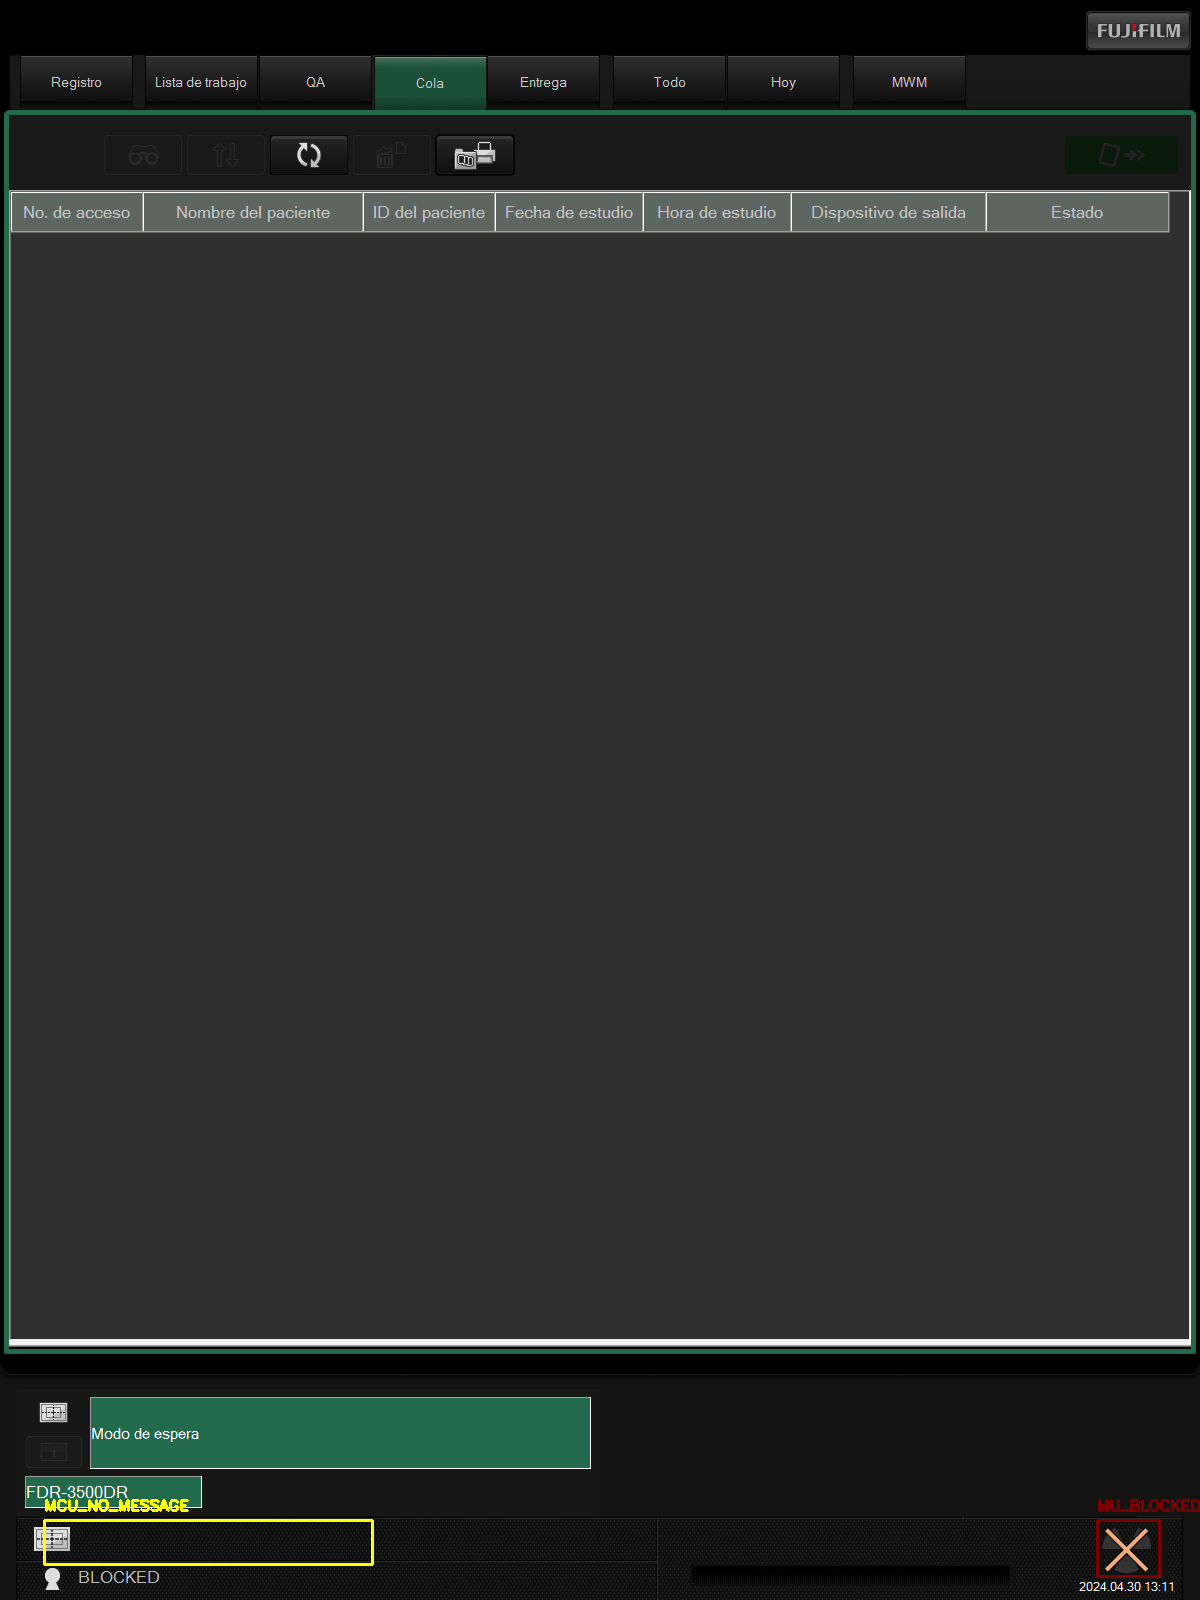 FUJIFILM
Registro
Lista de trabajo
QA
Cola
Entrega
Todo
Hoy
MWM
No. de acceso
Nombre del paciente
ID del paciente
Fecha de estudio
Hora de estudio
Dispositivo de salida
Estado
Modo de espera
FDR-3500DR
MCU_NO_MESSAGE
MU_BLOCKED
BLOCKED
2024.04.30 13:11